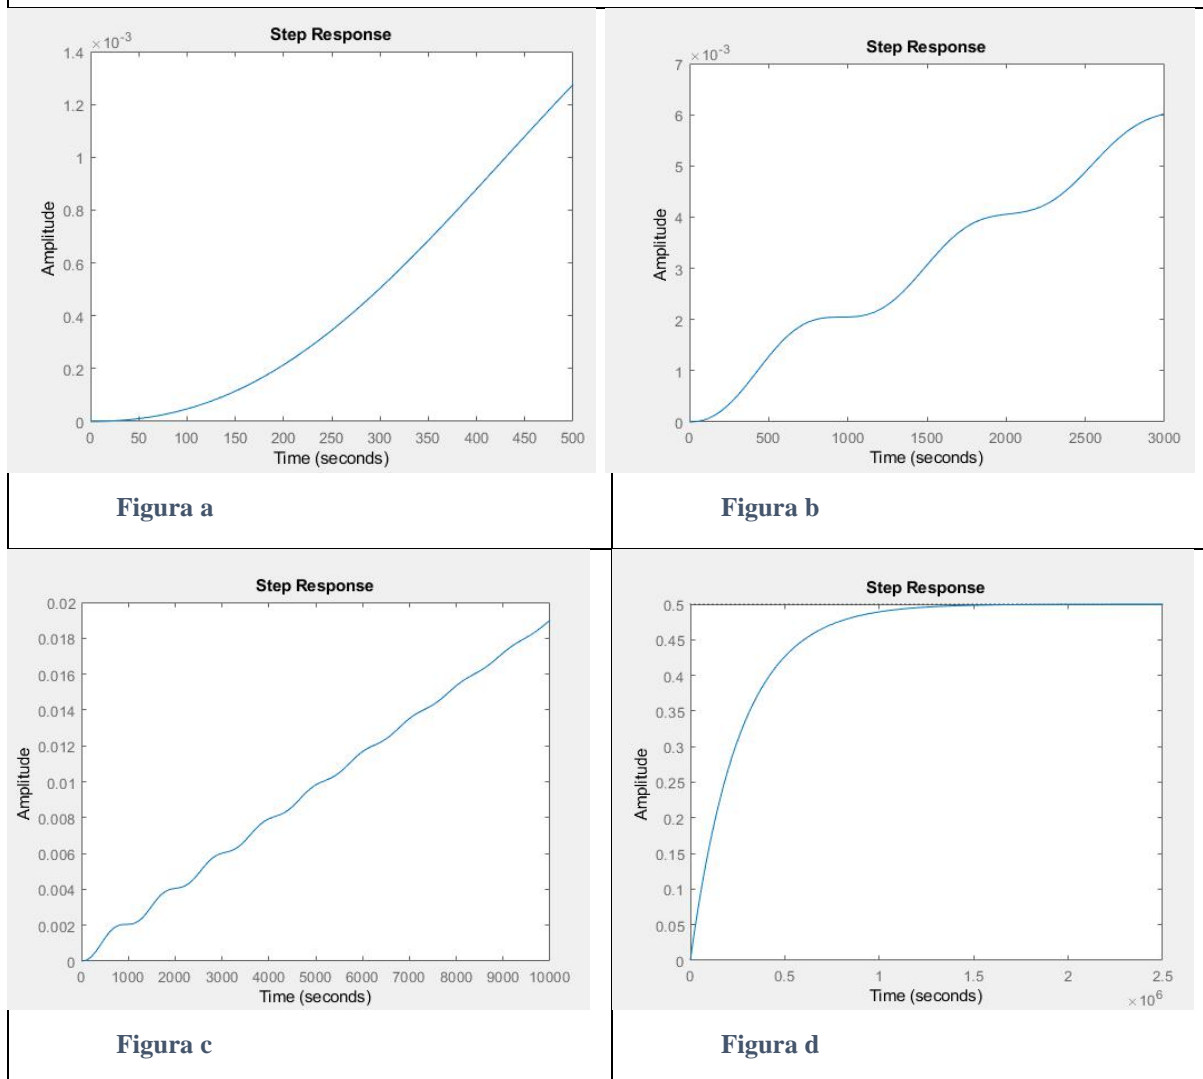 Step Response
×10-3
1.4
1.2
1
0.8
0.6
0.4
0.2
0
Amplitude
0 50 100 150 200 250 300 350 400 450 500
Time (seconds)
Figura a
Step Response
×10-3
7
6
5
4
3
2
1
0
Amplitude
0 500 1000 1500 2000 2500 3000
Time (seconds)
Figura b
Step Response
0.02
0.018
0.016
0.014
0.012
0.01
0.008
0.006
0.004
0.002
0
Amplitude
0 1000 2000 3000 4000 5000 6000 7000 8000 9000 10000
Time (seconds)
Figura c
Step Response
0.5
0.45
0.4
0.35
0.3
0.25
0.2
0.15
0.1
0.05
0
Amplitude
0 0.5 1 1.5 2 2.5
Time (seconds)
×106
Figura d